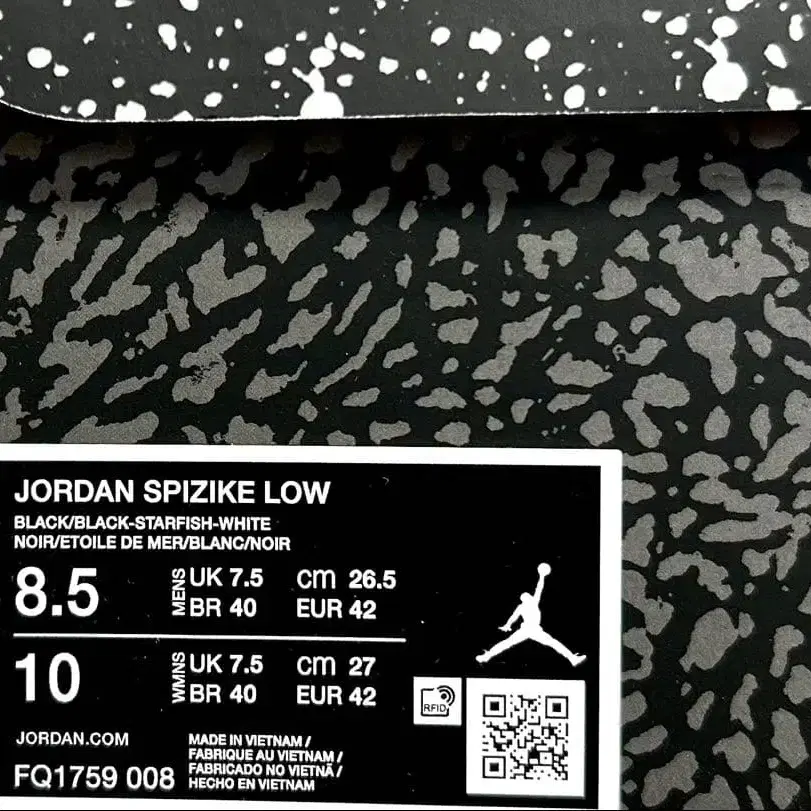 JORDAN SPIZIKE LOW
BLACK/BLACK-STARFISH-WHITE
NOIR/ETOILE DE MER/BLANC/NOIR
8.5 MENS UK 7.5 cm 26.5
BR 40 EUR 42
10 WMNS UK 7.5 cm 27
BR 40 EUR 42
RFID
JORDAN.COM
FQ1759 008
MADE IN VIETNAM /
FABRIQUE AU VIETNAM /
FABRICADO NO VIETNÃ /
HECHO EN VIETNAM